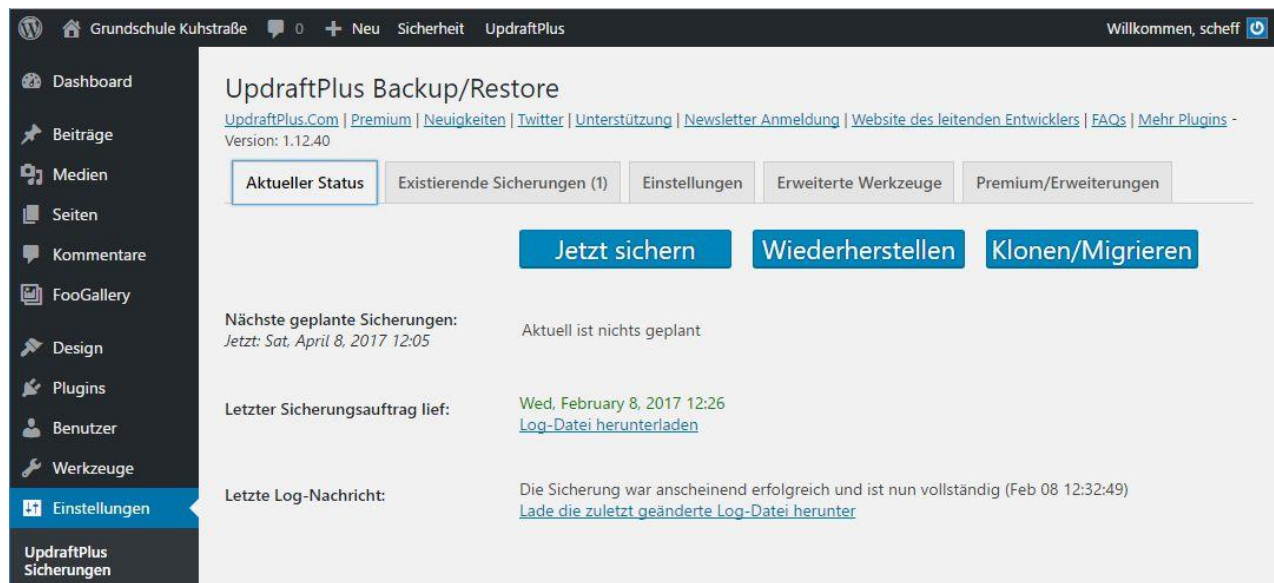 Grundschule Kuhstraße 0 Neu Sicherheit UpdraftPlus Willkommen, scheff
Dashboard
Beiträge
Medien
Seiten
Kommentare
FooGallery
Design
Plugins
Benutzer
Werkzeuge
Einstellungen
UpdraftPlus
Sicherungen
UpdraftPlus Backup/Restore
UpdraftPlus.Com | Premium | Neuigkeiten | Twitter | Unterstützung | Newsletter Anmeldung | Website des leitenden Entwicklers | FAQs | Mehr Plugins -
Version: 1.12.40
Aktueller Status Existierende Sicherungen (1) Einstellungen Erweiterte Werkzeuge Premium/Erweiterungen
Jetzt sichern Wiederherstellen Klonen/Migrieren
Nächste geplante Sicherungen:
Jetzt: Sat, April 8, 2017 12:05
Aktuell ist nichts geplant
Letzter Sicherungsauftrag lief:
Wed, February 8, 2017 12:26
Log-Datei herunterladen
Letzte Log-Nachricht:
Die Sicherung war anscheinend erfolgreich und ist nun vollständig (Feb 08 12:32:49)
Lade die zuletzt geänderte Log-Datei herunter